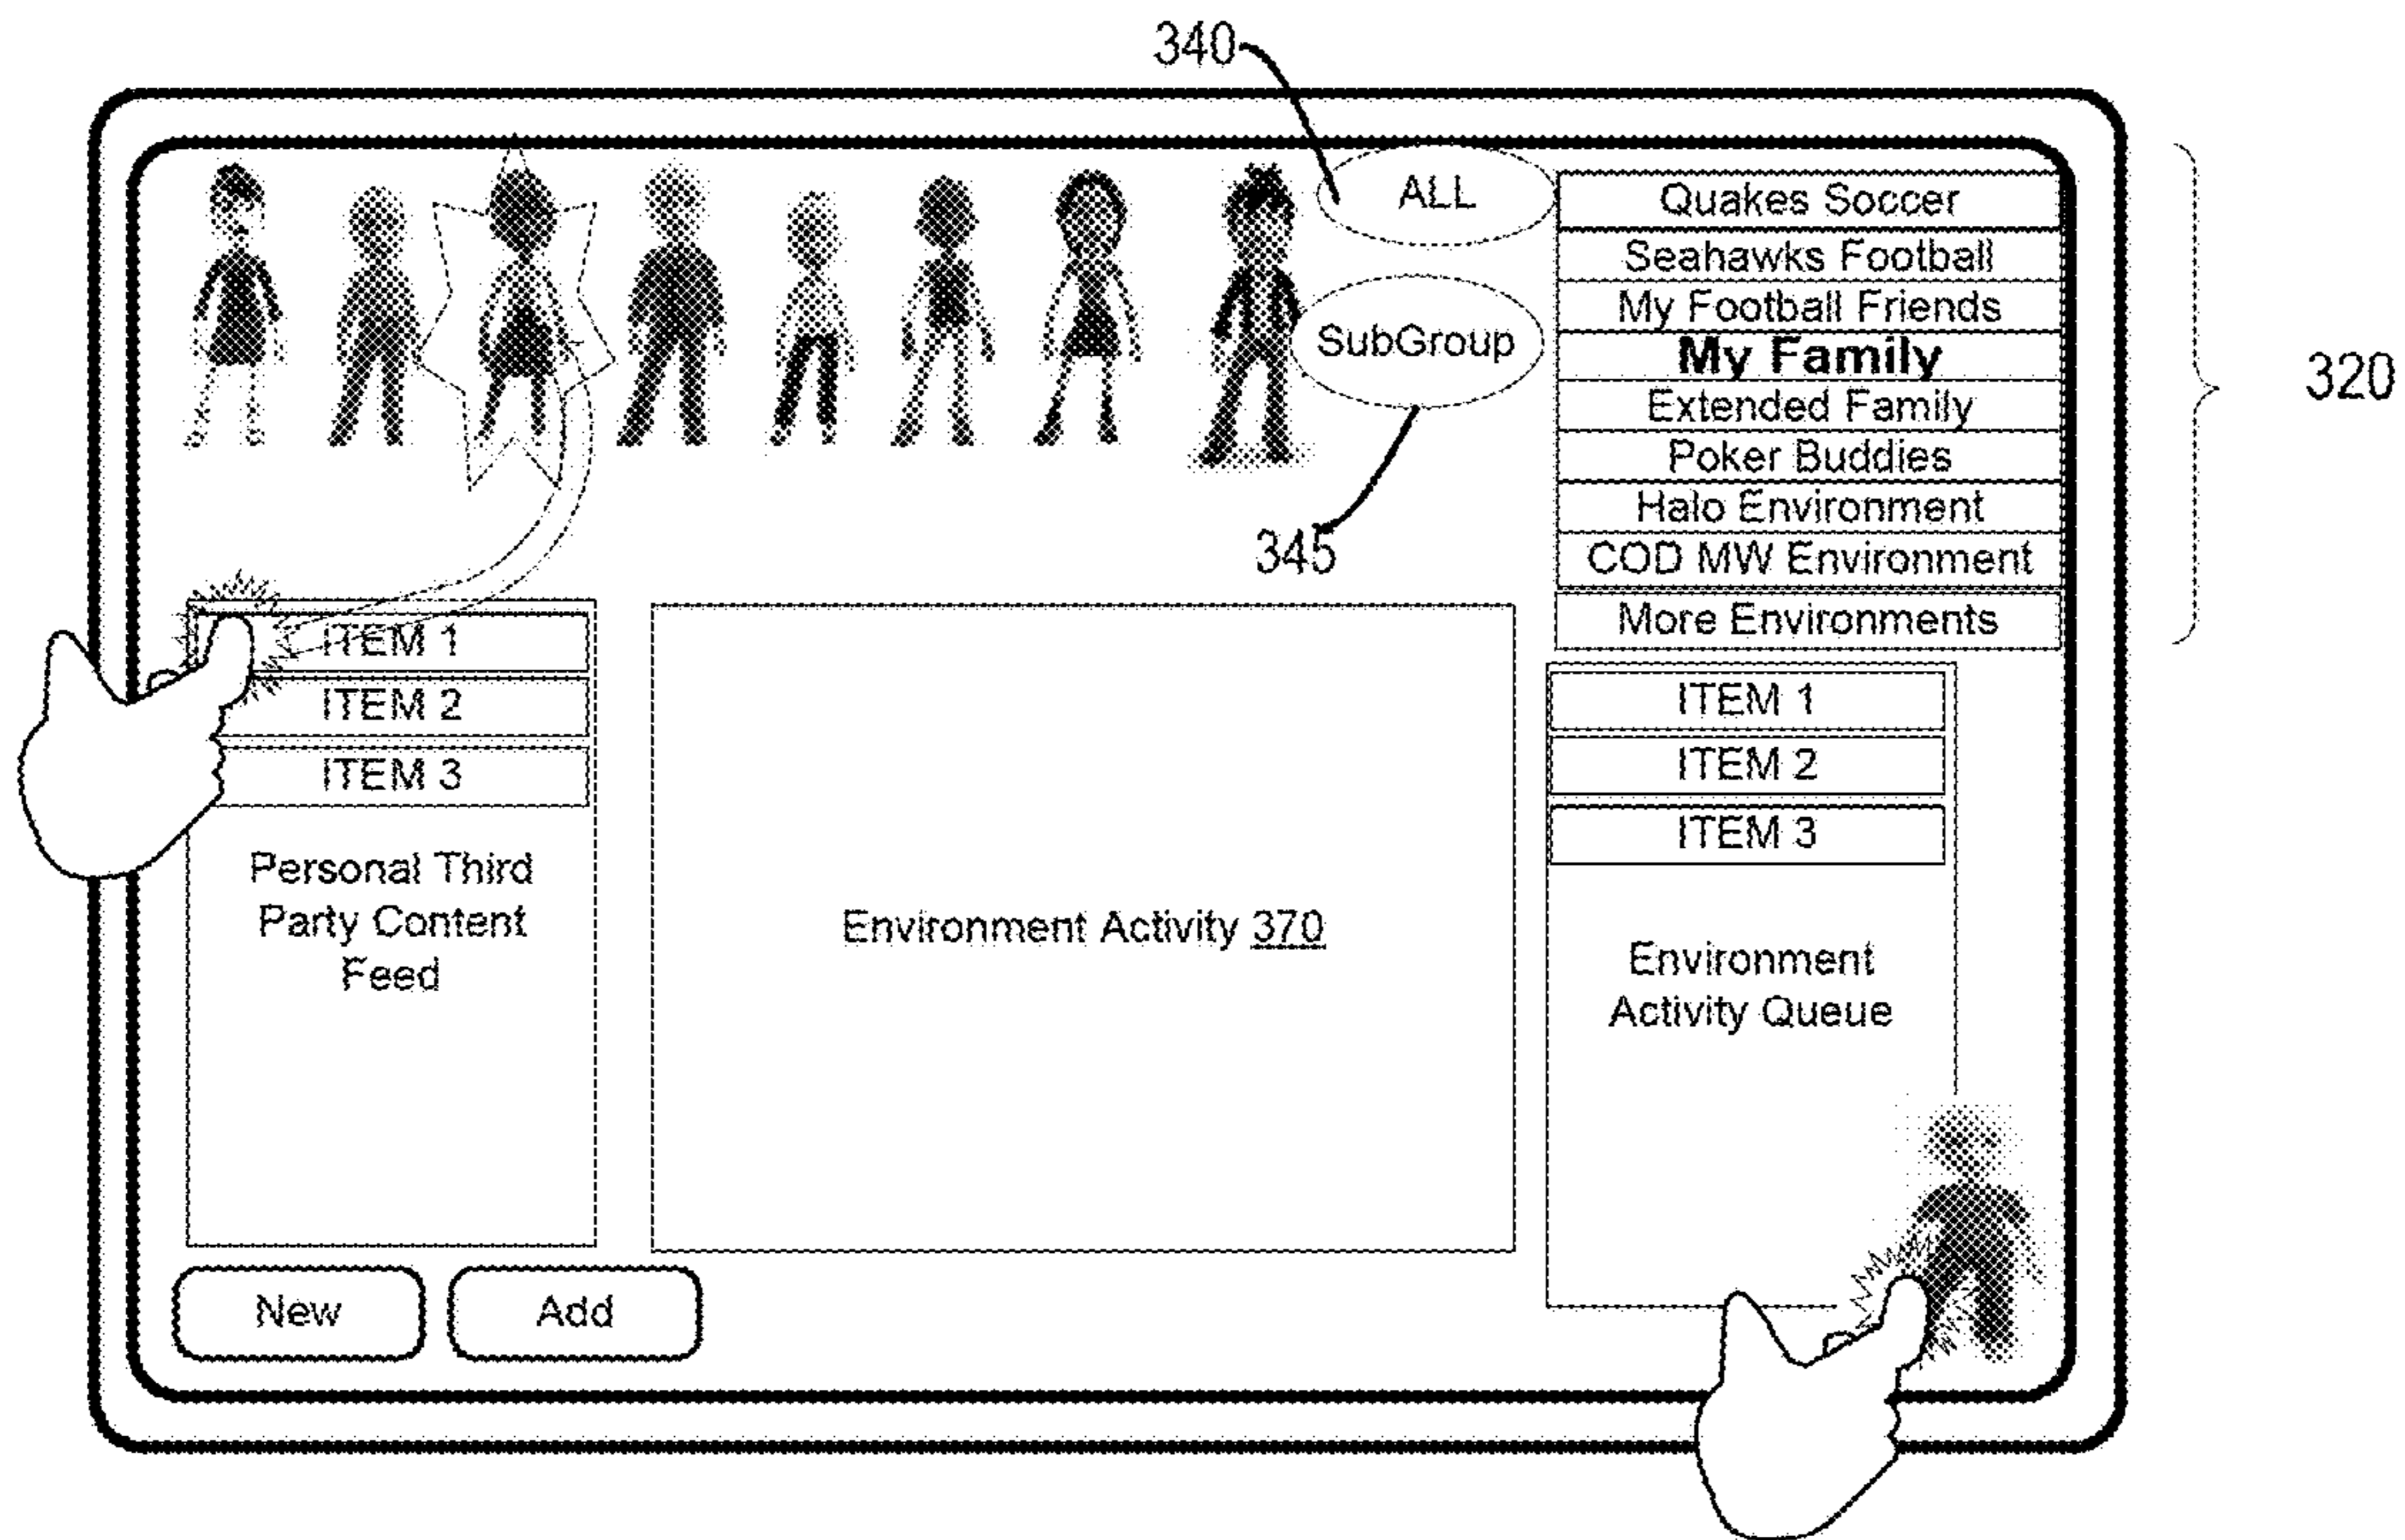 340
ALL
SubGroup
345
Quakes Soccer
Seahawks Football
My Football Friends
My Family
Extended Family
Poker Buddies
Halo Environment
COD MW Environment
More Environments
320
ITEM 1
ITEM 2
ITEM 3
Personal Third
Party Content
Feed
Environment Activity 370
ITEM 1
ITEM 2
ITEM 3
Environment
Activity Queue
New
Add